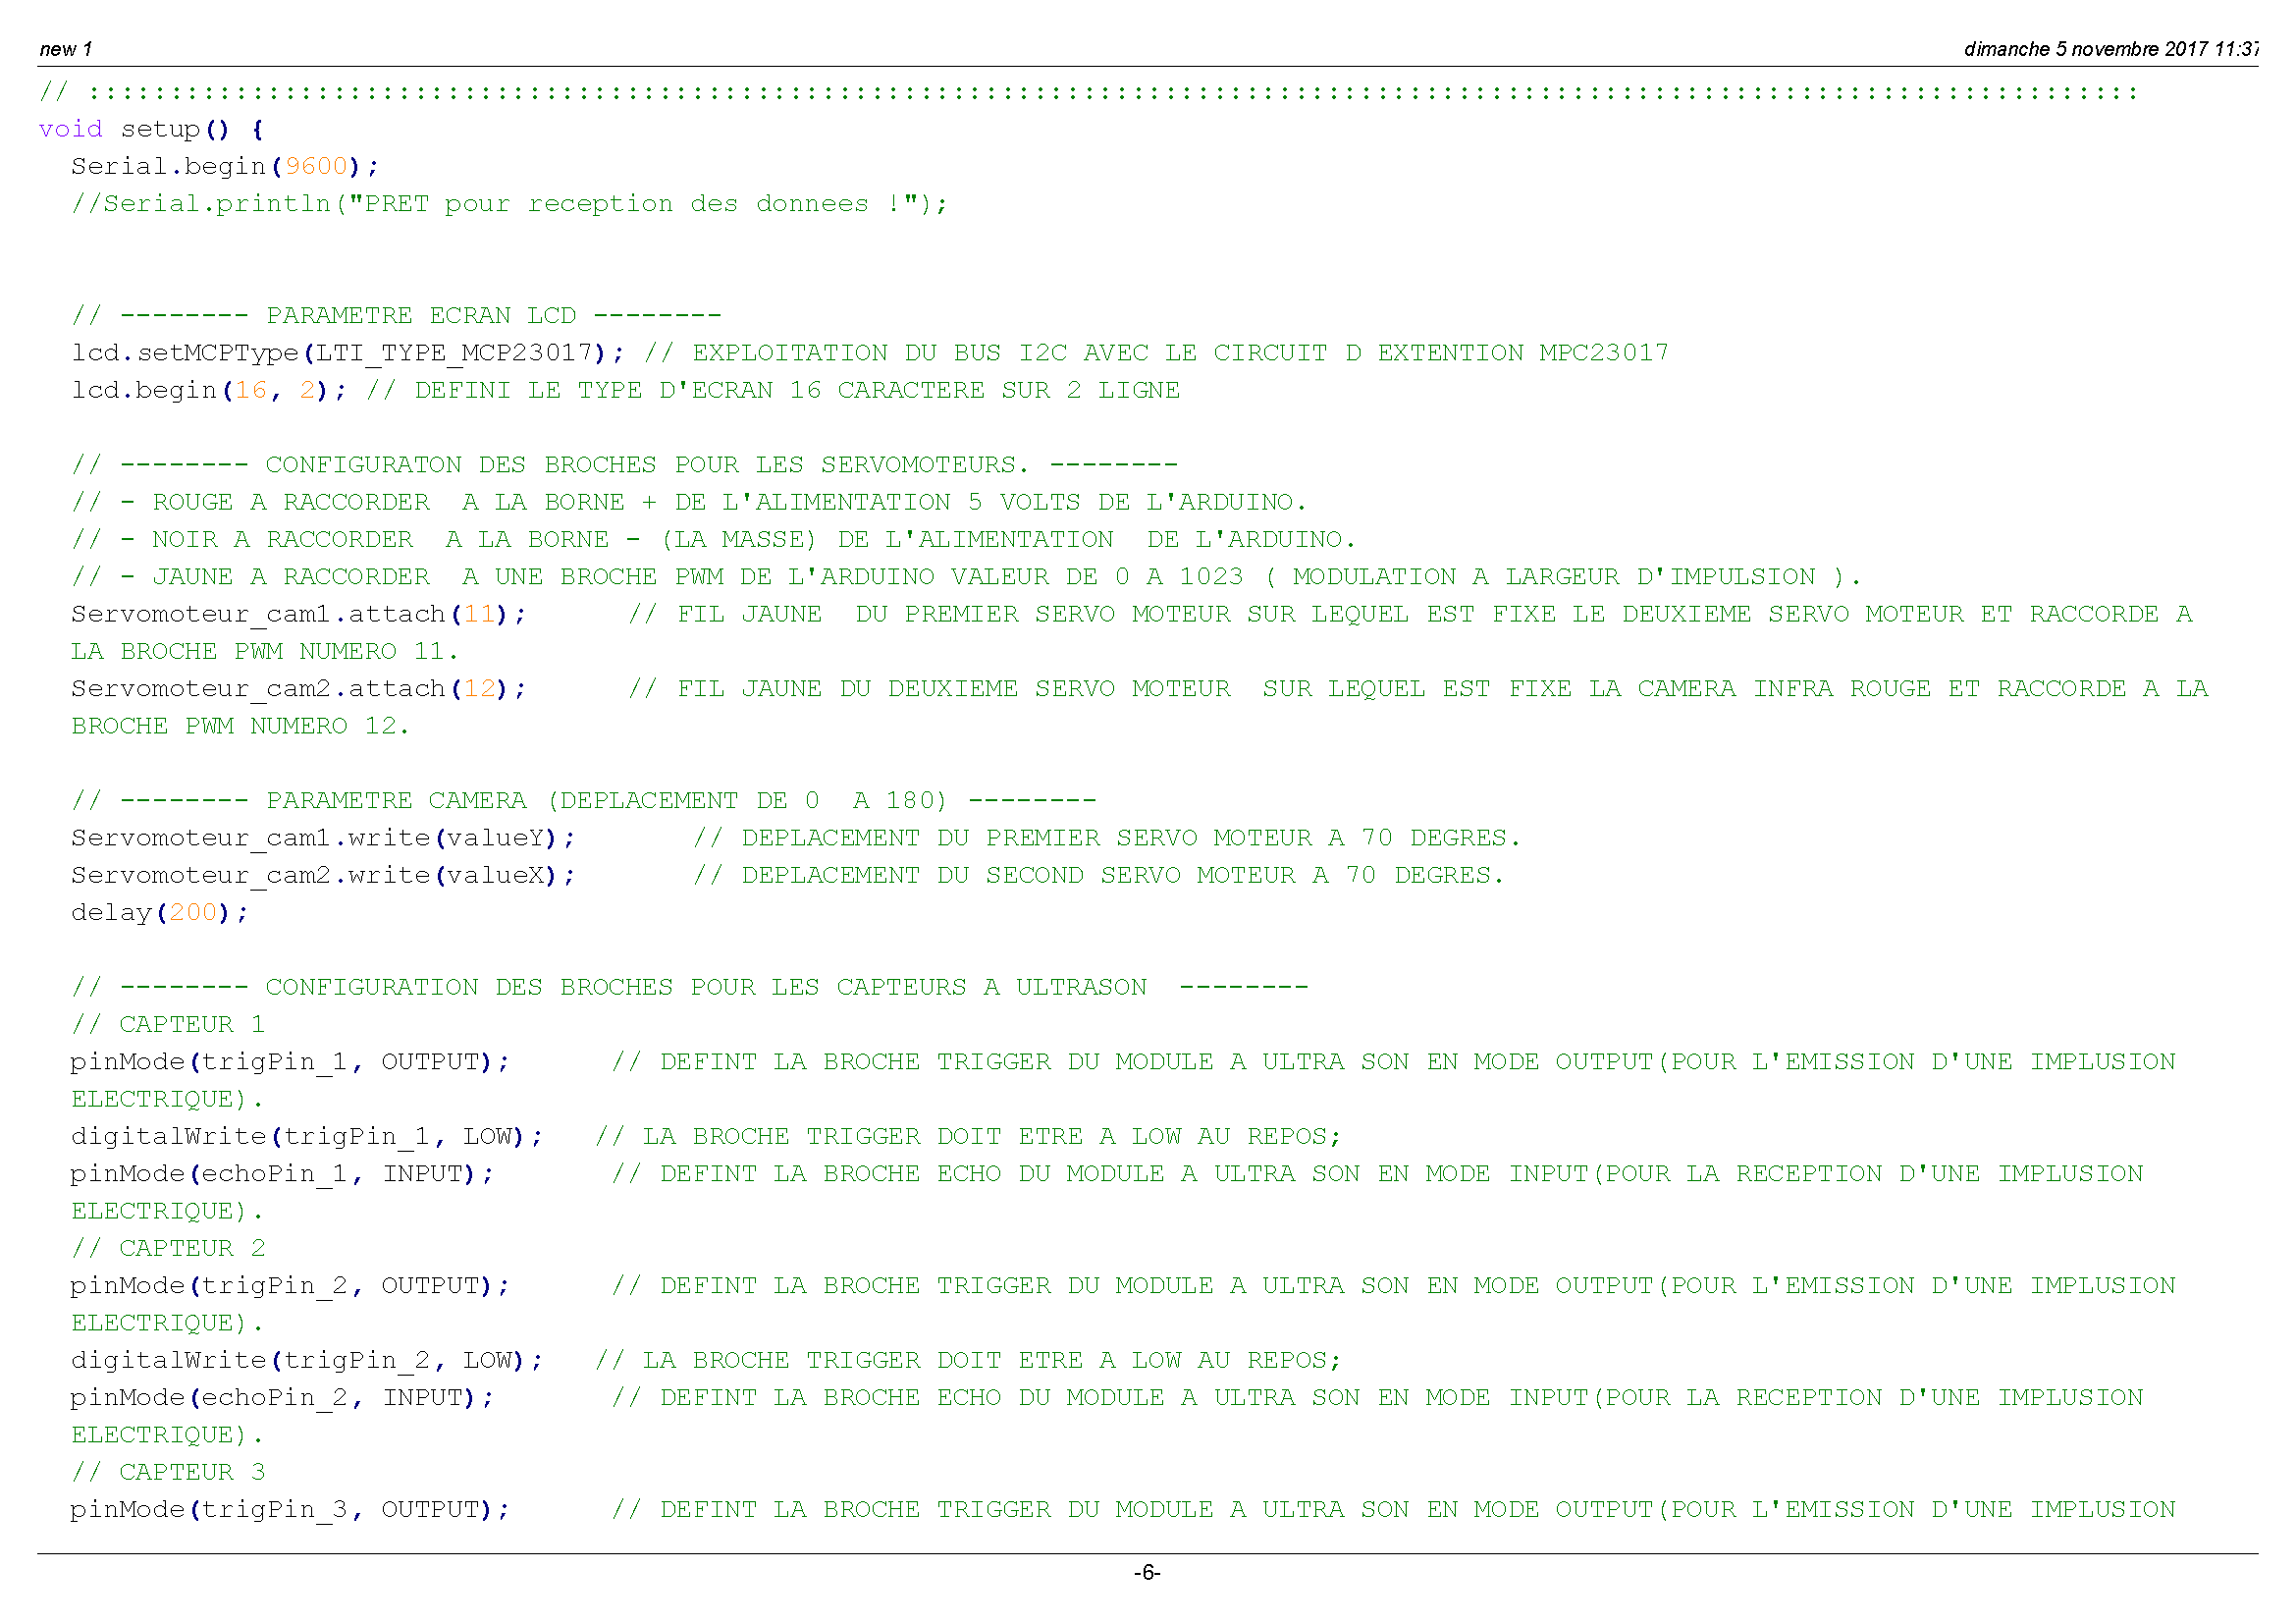 new 1 dimanche 5 novembre 2017 11:37
// ::::::::::::::::::::::::::::::::::::::::::::::::::::::::::::::::::::::::::::::::::::::::::::::::::::::::::::::::::::::::::::::
void setup() {
  Serial.begin(9600);
  //Serial.println("PRET pour reception des donnees !");
  // -------- PARAMETRE ECRAN LCD --------
  lcd.setMCPType(LTI_TYPE_MCP23017); // EXPLOITATION DU BUS I2C AVEC LE CIRCUIT D EXTENTION MPC23017
  lcd.begin(16, 2); // DEFINI LE TYPE D'ECRAN 16 CARACTERE SUR 2 LIGNE
  // -------- CONFIGURATON DES BROCHES POUR LES SERVOMOTEURS. --------
  // - ROUGE A RACCORDER  A LA BORNE + DE L'ALIMENTATION 5 VOLTS DE L'ARDUINO.
  // - NOIR A RACCORDER  A LA BORNE - (LA MASSE) DE L'ALIMENTATION  DE L'ARDUINO.
  // - JAUNE A RACCORDER  A UNE BROCHE PWM DE L'ARDUINO VALEUR DE 0 A 1023 ( MODULATION A LARGEUR D'IMPULSION ).
  Servomoteur_cam1.attach(11);      // FIL JAUNE  DU PREMIER SERVO MOTEUR SUR LEQUEL EST FIXE LE DEUXIEME SERVO MOTEUR ET RACCORDE A
  LA BROCHE PWM NUMERO 11.
  Servomoteur_cam2.attach(12);      // FIL JAUNE DU DEUXIEME SERVO MOTEUR  SUR LEQUEL EST FIXE LA CAMERA INFRA ROUGE ET RACCORDE A LA
  BROCHE PWM NUMERO 12.
  // -------- PARAMETRE CAMERA (DEPLACEMENT DE 0  A 180) --------
  Servomoteur_cam1.write(valueY);       // DEPLACEMENT DU PREMIER SERVO MOTEUR A 70 DEGRES.
  Servomoteur_cam2.write(valueX);       // DEPLACEMENT DU SECOND SERVO MOTEUR A 70 DEGRES.
  delay(200);
  // -------- CONFIGURATION DES BROCHES POUR LES CAPTEURS A ULTRASON  --------
  // CAPTEUR 1
  pinMode(trigPin_1, OUTPUT);      // DEFINT LA BROCHE TRIGGER DU MODULE A ULTRA SON EN MODE OUTPUT(POUR L'EMISSION D'UNE IMPLUSION
  ELECTRIQUE).
  digitalWrite(trigPin_1, LOW);   // LA BROCHE TRIGGER DOIT ETRE A LOW AU REPOS;
  pinMode(echoPin_1, INPUT);       // DEFINT LA BROCHE ECHO DU MODULE A ULTRA SON EN MODE INPUT(POUR LA RECEPTION D'UNE IMPLUSION
  ELECTRIQUE).
  // CAPTEUR 2
  pinMode(trigPin_2, OUTPUT);      // DEFINT LA BROCHE TRIGGER DU MODULE A ULTRA SON EN MODE OUTPUT(POUR L'EMISSION D'UNE IMPLUSION
  ELECTRIQUE).
  digitalWrite(trigPin_2, LOW);   // LA BROCHE TRIGGER DOIT ETRE A LOW AU REPOS;
  pinMode(echoPin_2, INPUT);       // DEFINT LA BROCHE ECHO DU MODULE A ULTRA SON EN MODE INPUT(POUR LA RECEPTION D'UNE IMPLUSION
  ELECTRIQUE).
  // CAPTEUR 3
  pinMode(trigPin_3, OUTPUT);      // DEFINT LA BROCHE TRIGGER DU MODULE A ULTRA SON EN MODE OUTPUT(POUR L'EMISSION D'UNE IMPLUSION
-6-